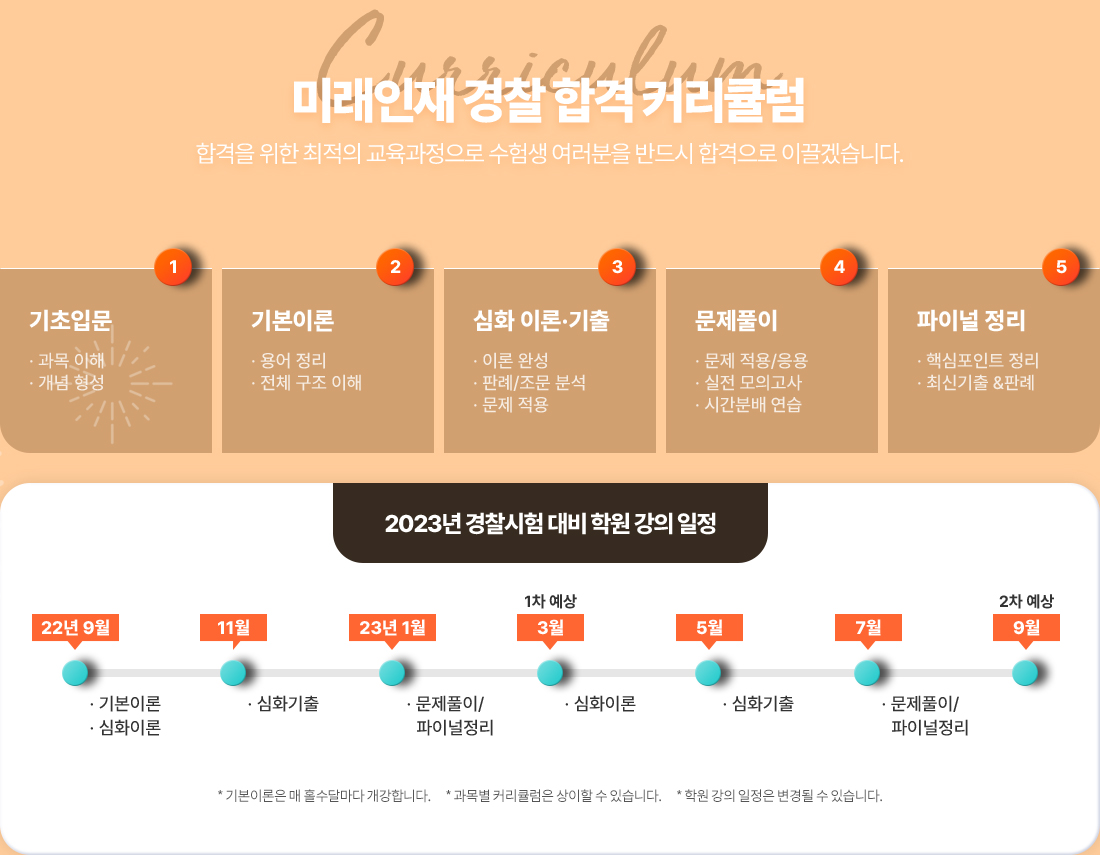 Curriculum
미래인재 경찰 합격 커리큘럼
합격을 위한 최적의 교육과정으로 수험생 여러분을 반드시 합격으로 이끌겠습니다.
1
기초입문
· 과목 이해
· 개념 형성
2
기본이론
· 용어 정리
· 전체 구조 이해
3
심화 이론·기출
· 이론 완성
· 판례/조문 분석
· 문제 적용
4
문제풀이
· 문제 적용/응용
· 실전 모의고사
· 시간분배 연습
5
파이널 정리
· 핵심포인트 정리
· 최신기출 &판례
2023년 경찰시험 대비 학원 강의 일정
22년 9월
· 기본이론
· 심화이론
11월
· 심화기출
23년 1월
· 문제풀이/
파이널정리
1차 예상
3월
· 심화이론
5월
· 심화기출
7월
· 문제풀이/
파이널정리
2차 예상
9월
* 기본이론은 매 홀수달마다 개강합니다. * 과목별 커리큘럼은 상이할 수 있습니다. * 학원 강의 일정은 변경될 수 있습니다.